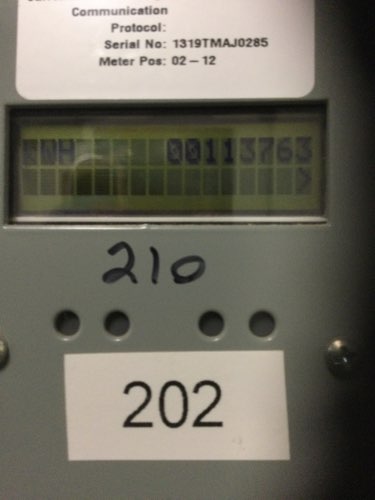 Communication
Protocol:
Serial No: 1319TMAJ0285
Meter Pos: 02 – 12
KWH 00113763
>
210
202